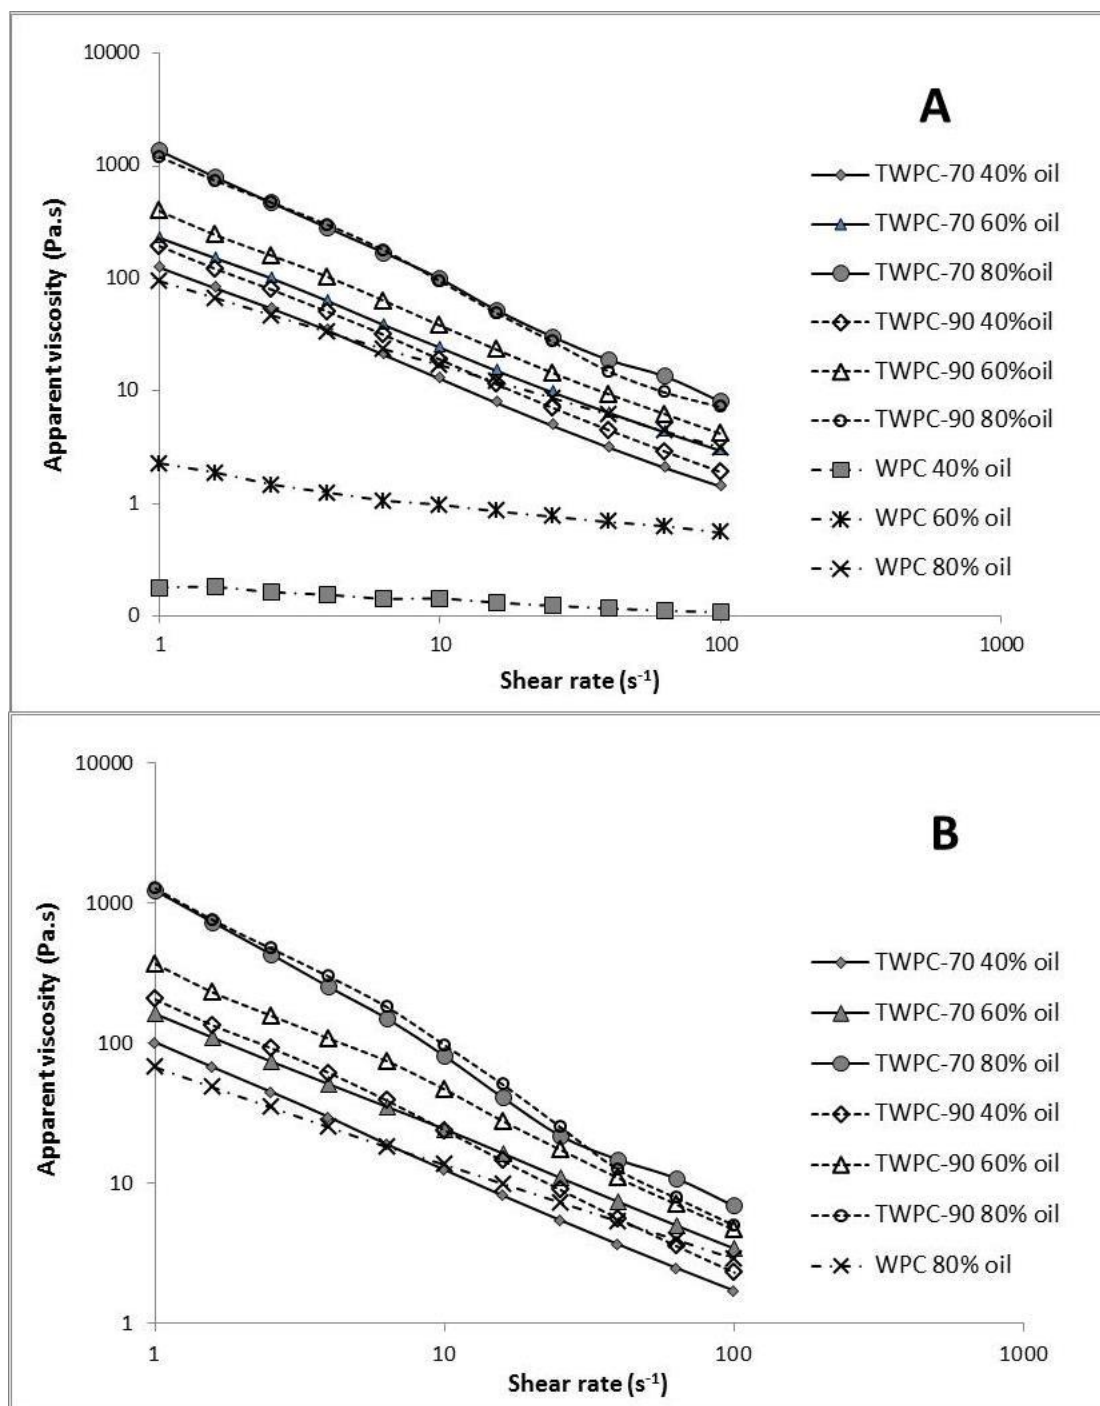 A
10000
1000
100
10
1
0
Apparent viscosity (Pa.s)
1
10
100
1000
Shear rate (s⁻¹)
TWPC-70 40% oil
TWPC-70 60% oil
TWPC-70 80%oil
TWPC-90 40%oil
TWPC-90 60%oil
TWPC-90 80%oil
WPC 40% oil
WPC 60% oil
WPC 80% oil
B
10000
1000
100
10
1
Apparent viscosity (Pa.s)
1
10
100
1000
Shear rate (s⁻¹)
TWPC-70 40% oil
TWPC-70 60% oil
TWPC-70 80% oil
TWPC-90 40% oil
TWPC-90 60% oil
TWPC-90 80% oil
WPC 80% oil